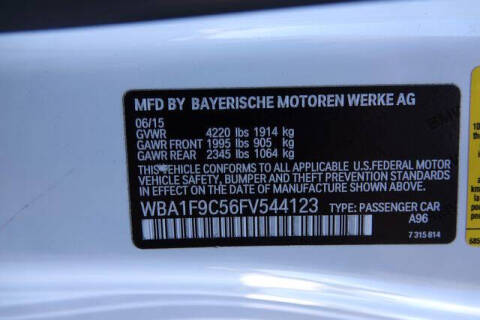 MFD BY BAYERISCHE MOTOREN WERKE AG
06/15
GVWR 4220 lbs 1914 kg
GAWR FRONT 1995 lbs 905 kg
GAWR REAR 2345 lbs 1064 kg
THIS VEHICLE CONFORMS TO ALL APPLICABLE U.S.FEDERAL MOTOR
VEHICLE SAFETY, BUMPER AND THEFT PREVENTION STANDARDS
IN EFFECT ON THE DATE OF MANUFACTURE SHOWN ABOVE.
WBA1F9C56FV544123 TYPE: PASSENGER CAR
A96
7 315 814